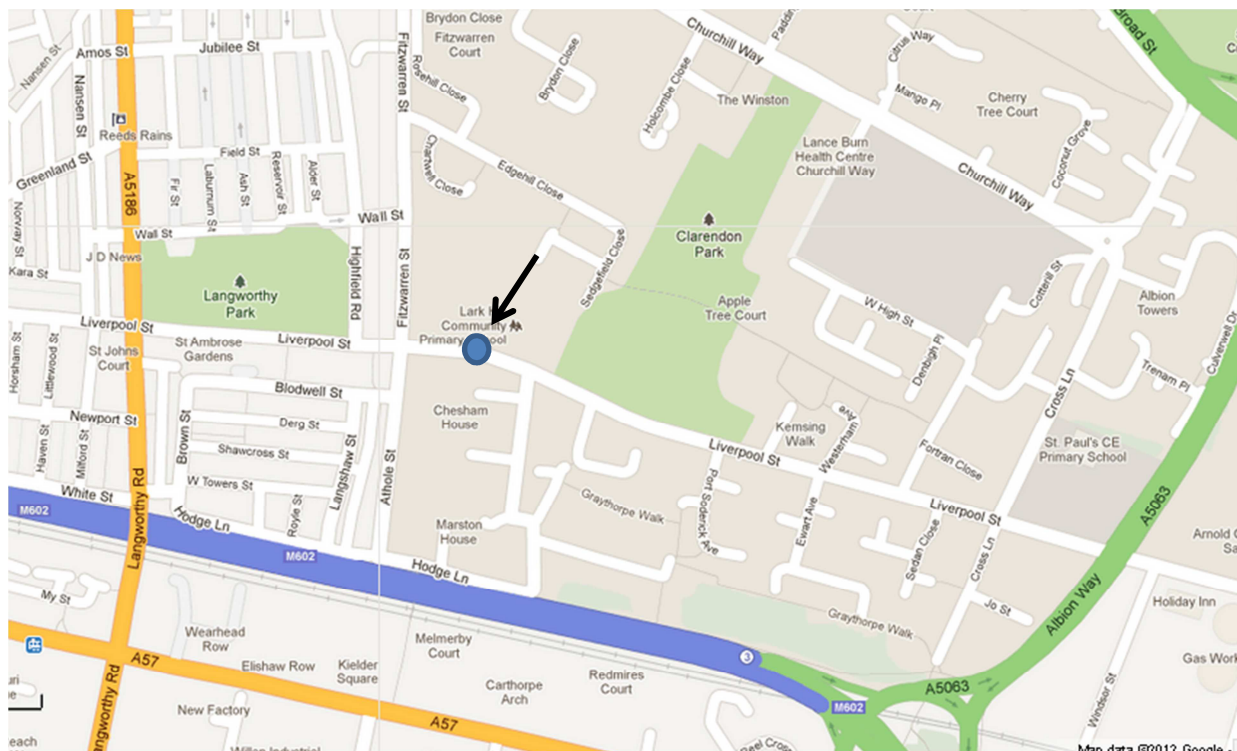 Brydon Close
Fitzwarren
Court
Fitzwarren St
Churchill Way
Citrus Way
Broad St
Nansen St
Amos St
Jubilee St
Nansen St
Rosehill Close
Brydon Close
Holcombe Close
The Winston
Mango Pl
Cherry
Tree Court
Reeds Rains
Greenland St
Field St
A5186
Fir St
Laburnum St
Ash St
Reservoir St
Alder St
Chartwell Close
Edgehill Close
Lance Burn
Health Centre
Churchill Way
Coconut Grove
Churchill Way
Norway St
Wall St
Wall St
Clarendon
Park
Sedgefield Close
J D News
Kara St
Highfield Rd
Fitzwarren St
Langworthy
Park
Cotterill St
Albion
Towers
Apple
Tree Court
W High St
Lark
Community
Primary
Liverpool St
Liverpool St
St Johns
Court
St Ambrose
Gardens
Denbigh Pl
Trenam Pl
Culverwell Dr
Horsham St
Littlewood St
Blodwell St
Cross Ln
Newport St
Brown St
Derg St
Chesham
House
Kemsing
Walk
Westerham
Ave
Liverpool St
St. Paul's CE
Primary School
Haven St
Milford St
Shawcross St
Langshaw St
Athole St
Fortran Close
W Towers St
Royle St
White St
M602
Hodge Ln
Langworthy Rd
Graythorpe Walk
Port Soderick Ave
Ewart Ave
Liverpool St
A5063
Marston
House
Sedan Close
Cross Ln
M602
Hodge Ln
My St
Jo St
Albion Way
Holiday Inn
Graythorpe Walk
Wearhead
Row
Melmerby
Court
3
A57
Elishaw Row
Kielder
Square
Redmires
Court
Carthorpe
Arch
A5063
M602
Windsor St
New Factory
A57
Map data ©2012 Google -